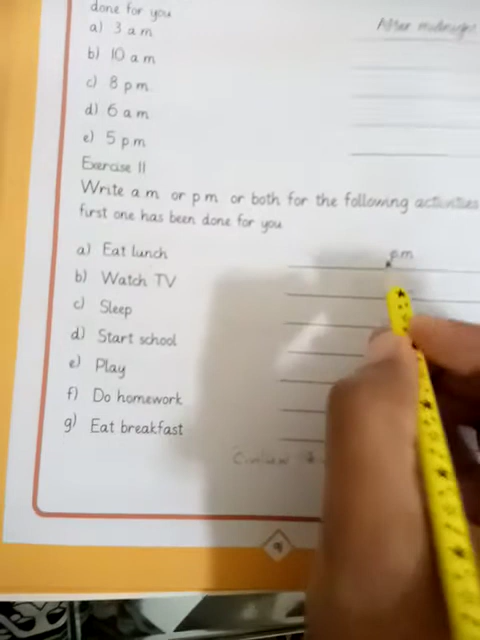 done for you
a) 3 a m
After midnight
b) 10 a m
c) 8 p m
d) 6 a m
e) 5 p m
Exercise 11
Write a m or p m or both for the following activities
first one has been done for you
a) Eat lunch
p.m
b) Watch TV
c) Sleep
d) Start school
e) Play
f) Do homework
g) Eat breakfast